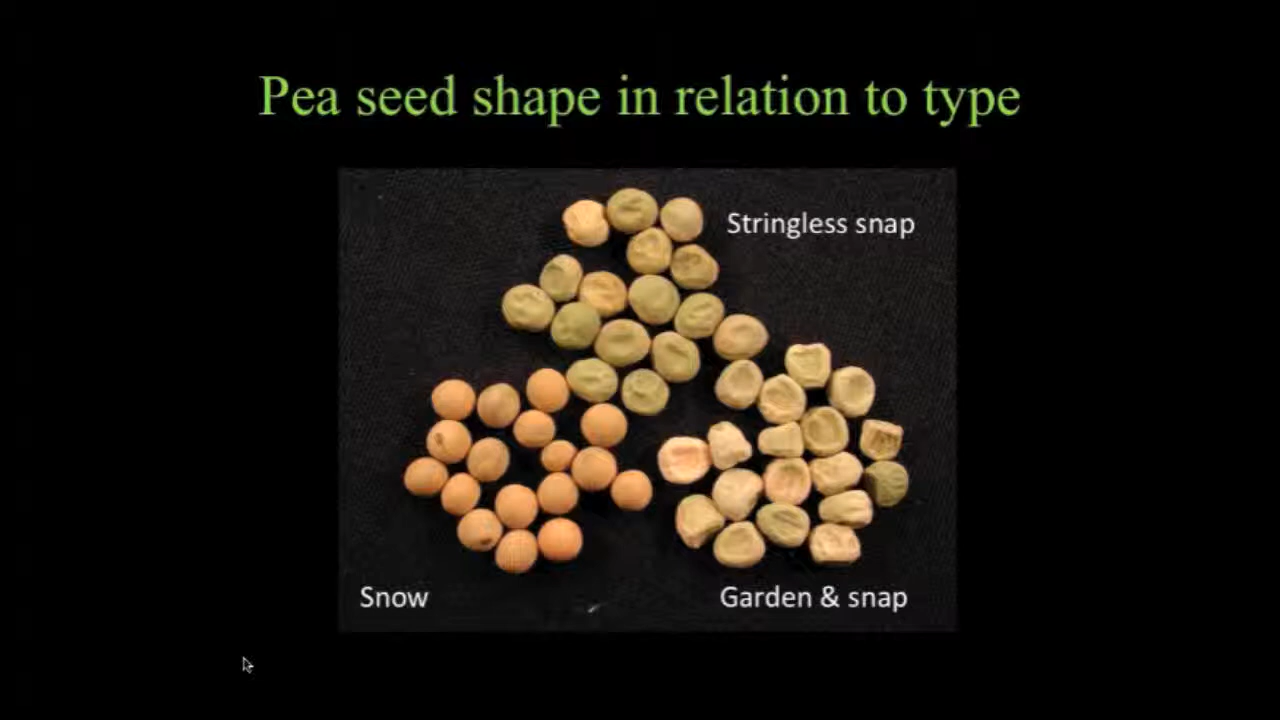 Pea seed shape in relation to type
Stringless snap
Snow
Garden & snap